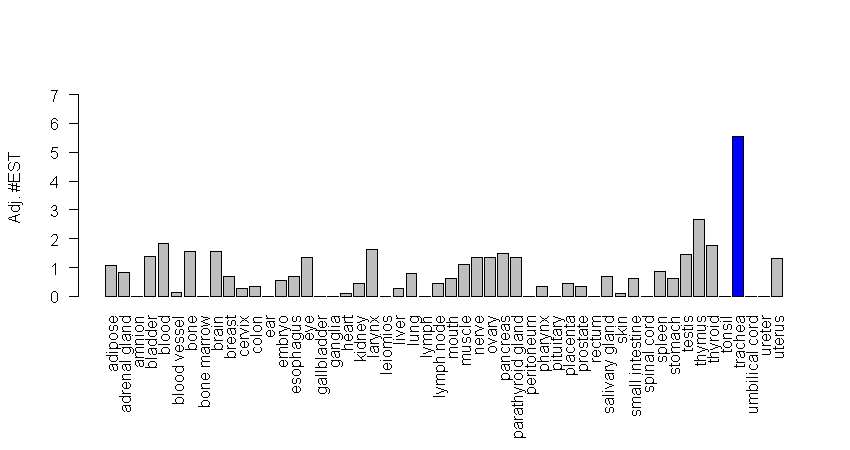 7
6
5
4
3
2
1
0
Adj. #EST
adipose
adrenal gland
amnion
bladder
blood
blood vessel
bone
bone marrow
brain
breast
cervix
colon
ear
embryo
esophagus
eye
gallbladder
ganglia
heart
kidney
larynx
leiomios
liver
lung
lymph
lymph node
mouth
muscle
nerve
ovary
pancreas
parathyroid gland
peritoneum
pharynx
pituitary
placenta
prostate
rectum
salivary gland
skin
small intestine
spinal cord
spleen
stomach
testis
thymus
thyroid
tonsil
trachea
umbilical cord
ureter
uterus